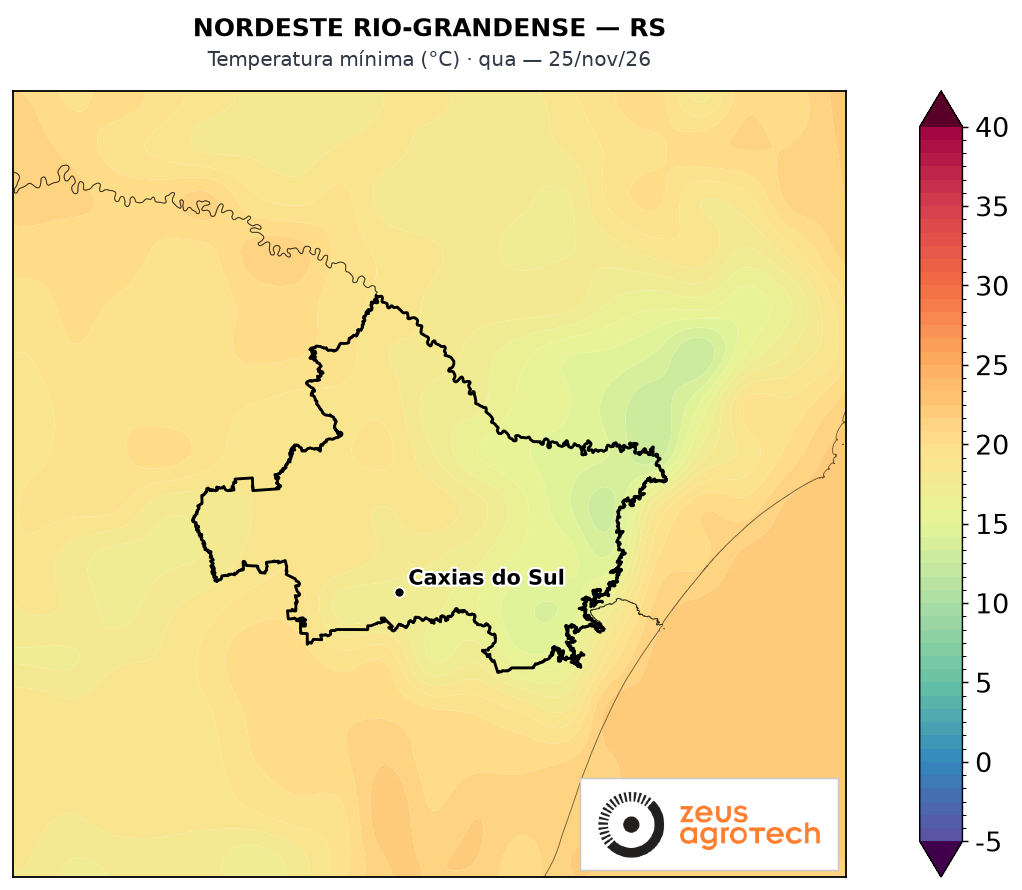 NORDESTE RIO-GRANDENSE — RS
Temperatura mínima (°C) · qua — 25/nov/26
40
35
30
25
20
15
10
5
0
-5
Caxias do Sul
zeus
agrotech